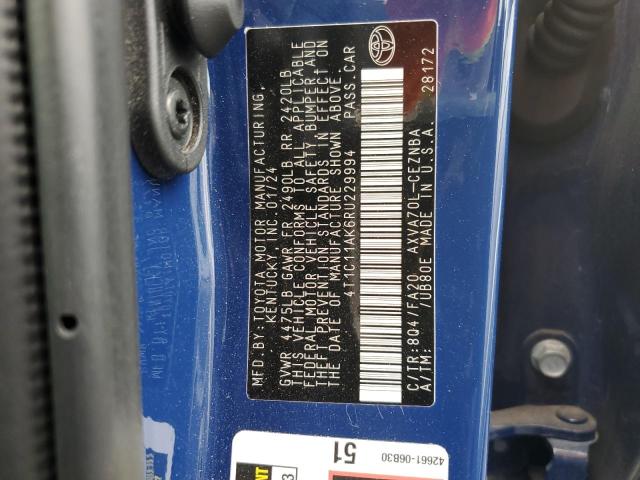 MFD BY: TOYOTA MOTOR MANUFACTURING,
KENTUCKY, INC. 01/24
GVWR 4475LB GAWR FR 2490LB RR 2420LB
THIS VEHICLE CONFORMS TO ALL APPLICABLE
FEDERAL MOTOR VEHICLE SAFETY, BUMPER AND
THEFT PREVENTION STANDARDS IN EFFECT ON
THE DATE OF MANUFACTURE SHOWN ABOVE.
4T1C11AK6RU229994 PASS.CAR
C/TR:8Q4/FA20 AXVA70L-CEZNBA
A/TM: /UB80E MADE IN U.S.A. 28172
42661-06B30
51